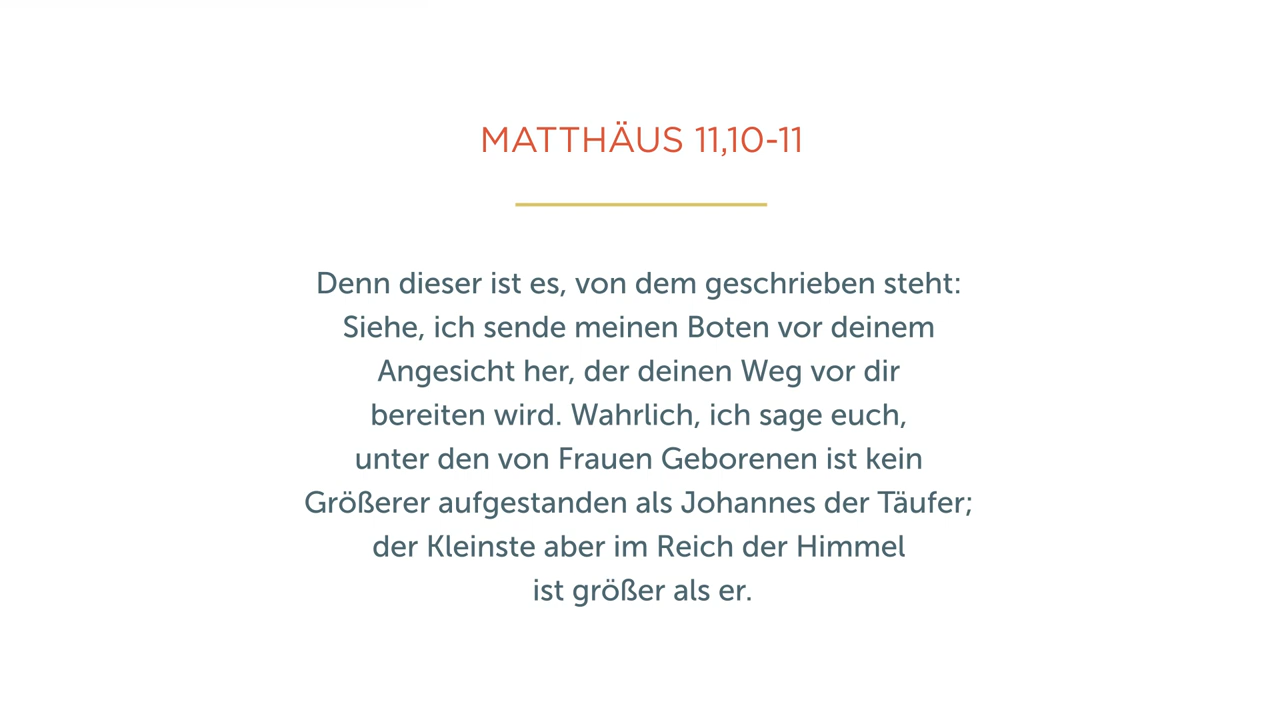 MATTHÄUS 11,10-11
Denn dieser ist es, von dem geschrieben steht:
Siehe, ich sende meinen Boten vor deinem
Angesicht her, der deinen Weg vor dir
bereiten wird. Wahrlich, ich sage euch,
unter den von Frauen Geborenen ist kein
Größerer aufgestanden als Johannes der Täufer;
der Kleinste aber im Reich der Himmel
ist größer als er.